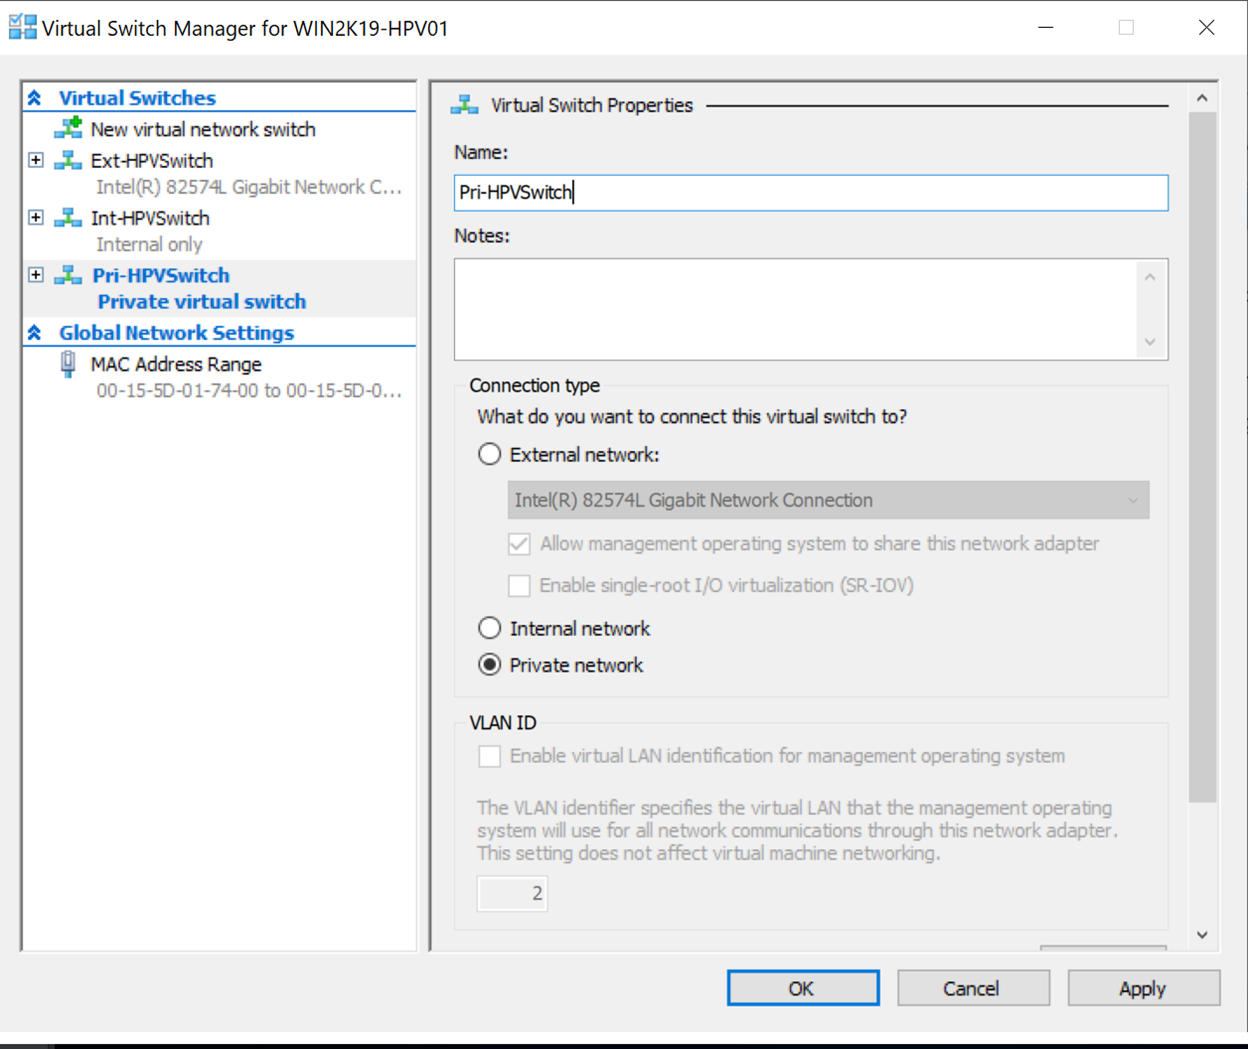 Virtual Switch Manager for WIN2K19-HPV01
Virtual Switches
New virtual network switch
Ext-HPVSwitch
Intel(R) 82574L Gigabit Network C...
Int-HPVSwitch
Internal only
Pri-HPVSwitch
Private virtual switch
Global Network Settings
MAC Address Range
00-15-5D-01-74-00 to 00-15-5D-0...
Virtual Switch Properties
Name:
Pri-HPVSwitch
Notes:
Connection type
What do you want to connect this virtual switch to?
External network:
Intel(R) 82574L Gigabit Network Connection
Allow management operating system to share this network adapter
Enable single-root I/O virtualization (SR-IOV)
Internal network
Private network
VLAN ID
Enable virtual LAN identification for management operating system
The VLAN identifier specifies the virtual LAN that the management operating
system will use for all network communications through this network adapter.
This setting does not affect virtual machine networking.
2
OK
Cancel
Apply